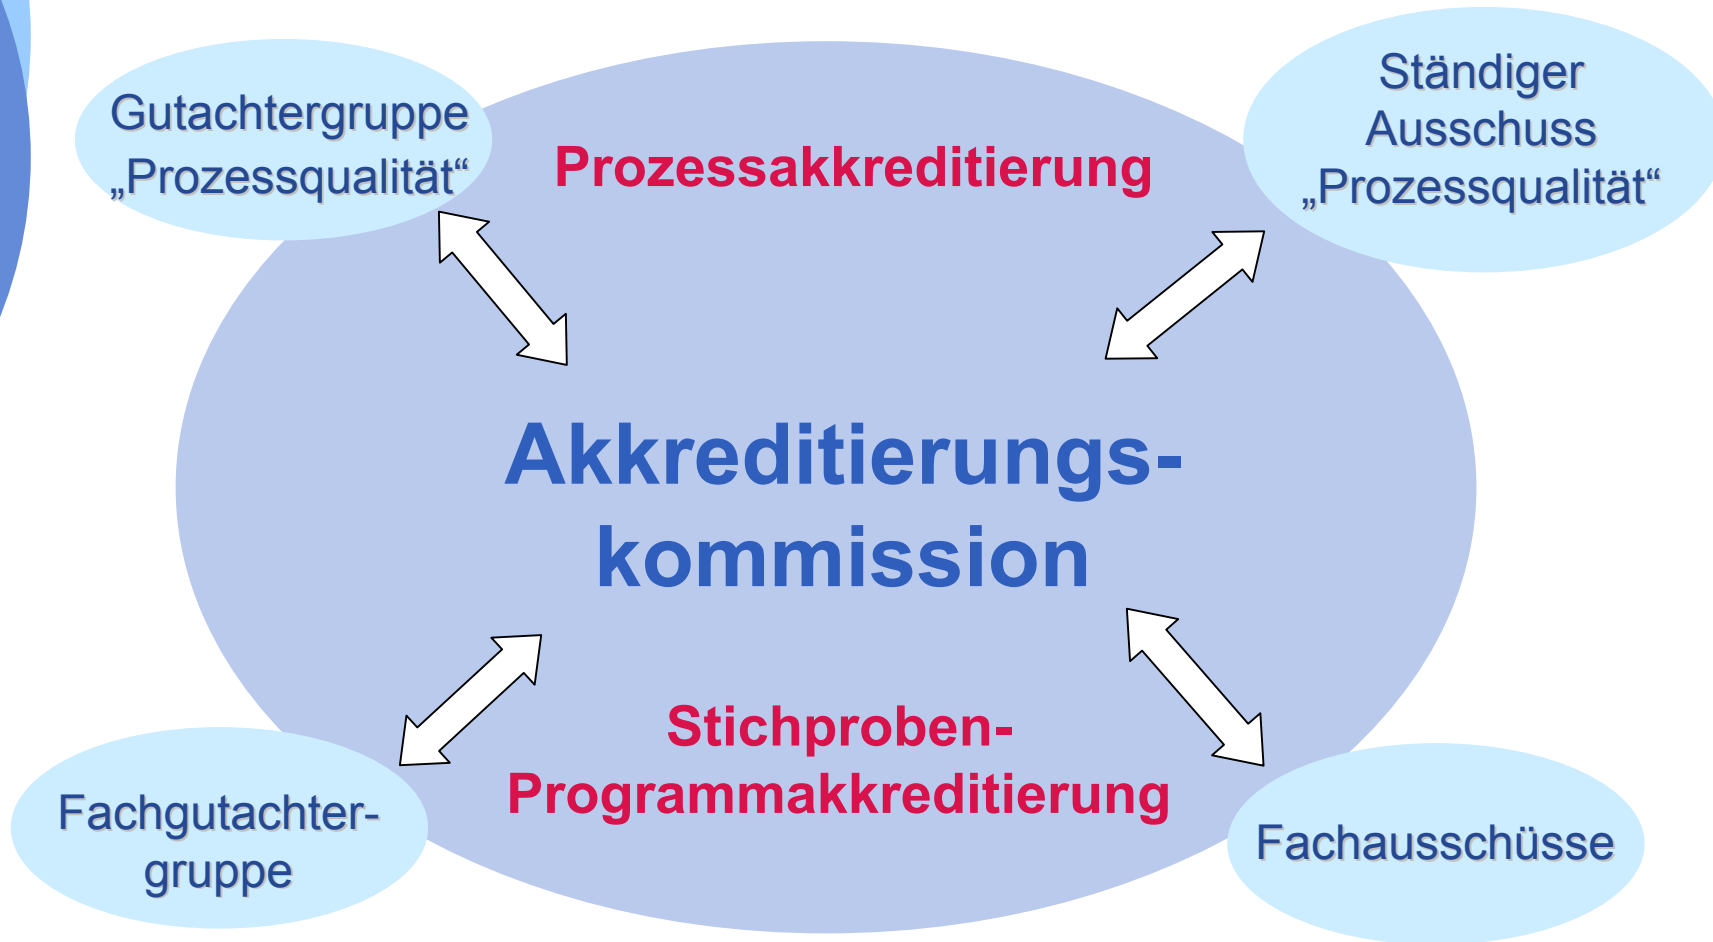 Gutachtergruppe
„Prozessqualität“
Prozessakkreditierung
Ständiger
Ausschuss
„Prozessqualität“
Akkreditierungs-
kommission
Stichproben-
Programmakkreditierung
Fachgutachter-
gruppe
Fachausschüsse